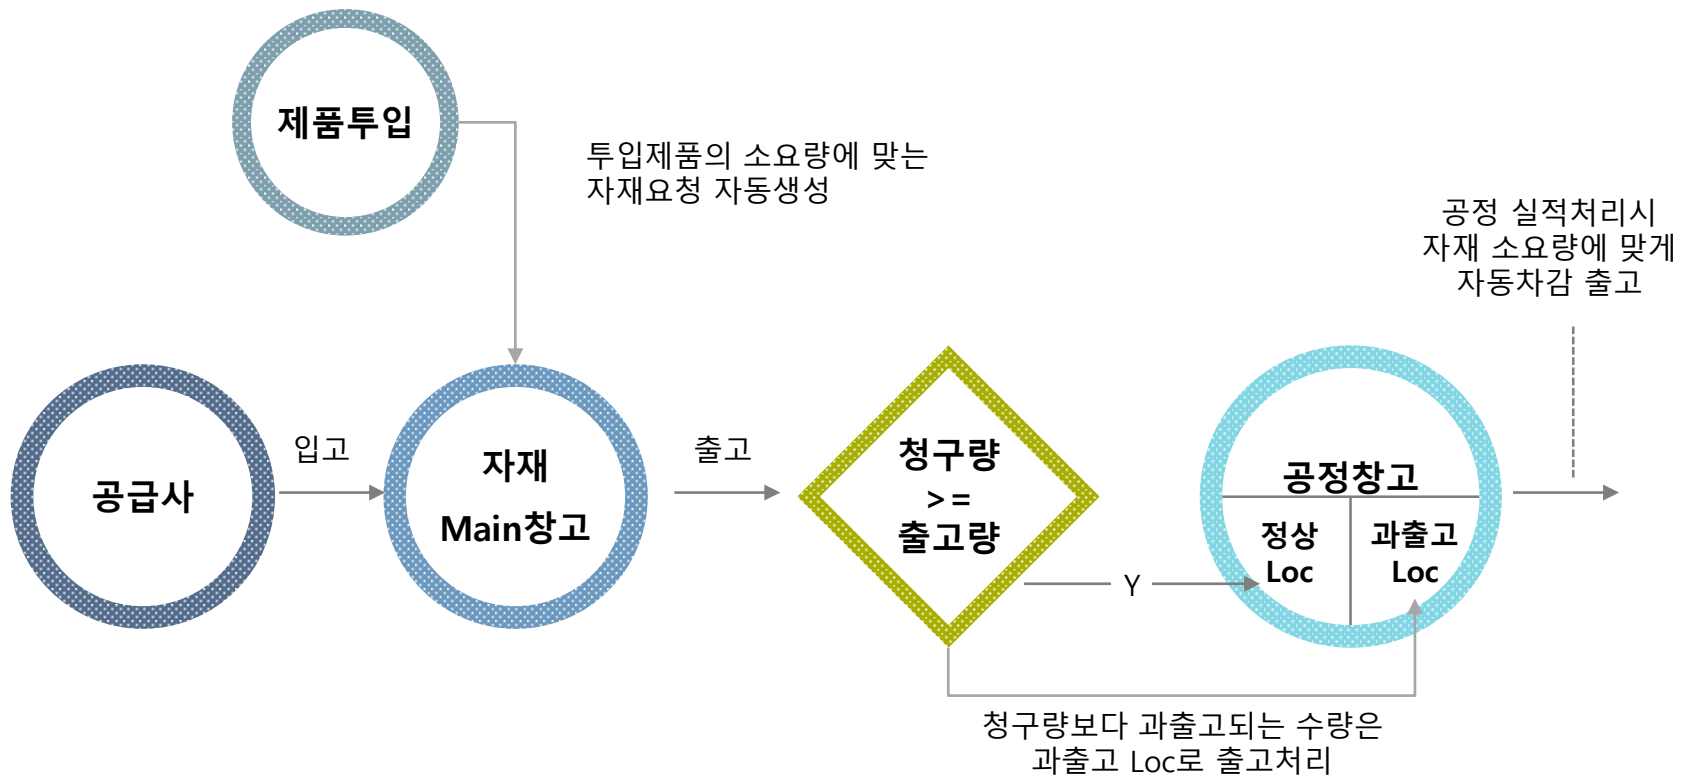 제품투입
투입제품의 소요량에 맞는
자재요청 자동생성
공정 실적처리시
자재 소요량에 맞게
자동차감 출고
공급사
입고
자재
Main창고
출고
청구량
>=
출고량
Y
공정창고
정상
Loc
과출고
Loc
청구량보다 과출고되는 수량은
과출고 Loc로 출고처리